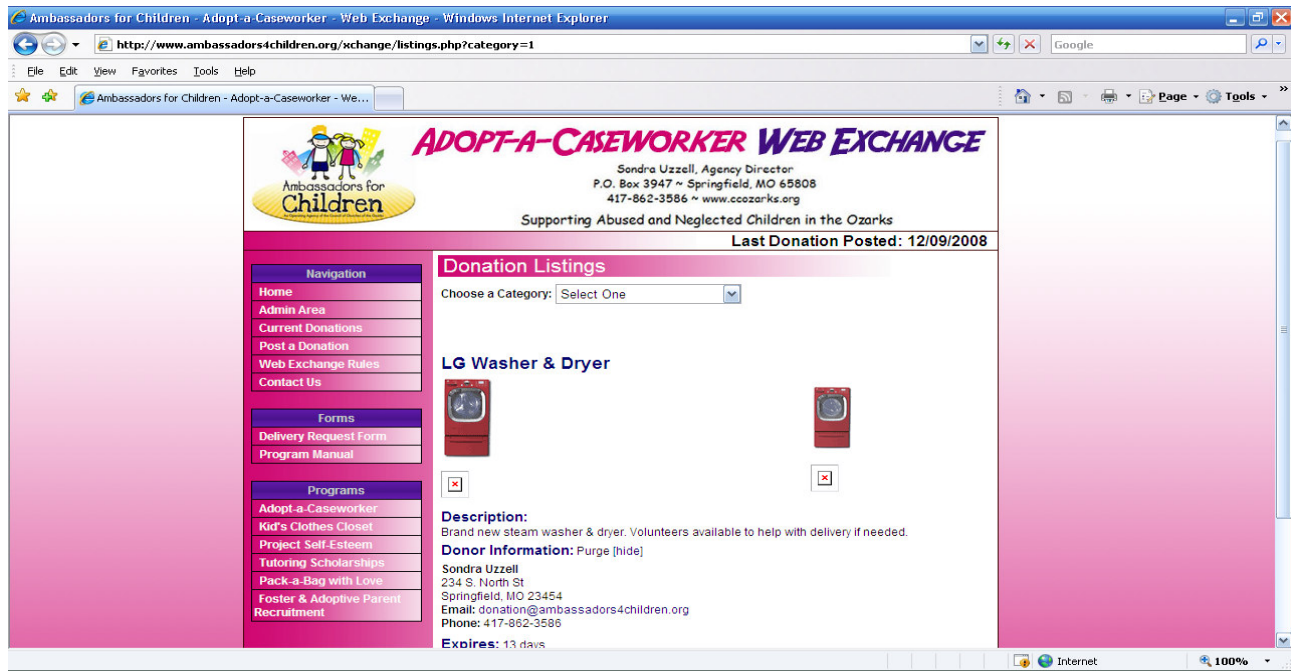 Ambassadors for Children - Adopt-a-Caseworker - Web Exchange - Windows Internet Explorer
http://www.ambassadors4children.org/xchange/listings.php?category=1
Google
File Edit View Favorites Tools Help
Ambassadors for Children - Adopt-a-Caseworker - We...
Page Tools
Ambassadors for
Children
ADOPT-A-CASEWORKER WEB EXCHANGE
Sondra Uzzell, Agency Director
P.O. Box 3947 ~ Springfield, MO 65808
417-862-3586 ~ www.ccozarks.org
Supporting Abused and Neglected Children in the Ozarks
Last Donation Posted: 12/09/2008
Navigation
Home
Admin Area
Current Donations
Post a Donation
Web Exchange Rules
Contact Us
Forms
Delivery Request Form
Program Manual
Programs
Adopt-a-Caseworker
Kid's Clothes Closet
Project Self-Esteem
Tutoring Scholarships
Pack-a-Bag with Love
Foster & Adoptive Parent
Recruitment
Donation Listings
Choose a Category: Select One
LG Washer & Dryer
Description:
Brand new steam washer & dryer. Volunteers available to help with delivery if needed.
Donor Information: Purge [hide]
Sondra Uzzell
234 S. North St
Springfield, MO 23454
Email: donation@ambassadors4children.org
Phone: 417-862-3586
Expires: 13 days
Internet
100%